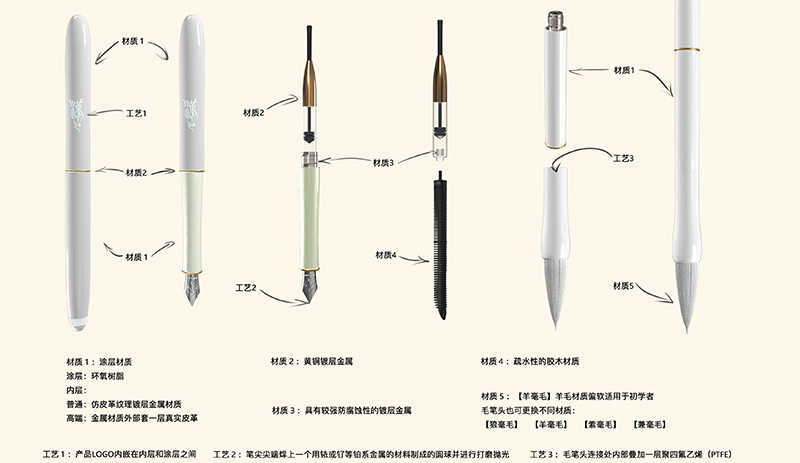 材质 1
材质1
工艺1
材质2
材质2
材质3
工艺3
材质 1
材质4
工艺2
材质5
材质 1：涂层材质
涂层：环氧树脂
内层：
普通：仿皮革纹理镀层金属材质
高端：金属材质外部套一层真实皮革
材质 2：黄铜镀层金属
材质 3：具有较强防腐蚀性的镀层金属
材质 4：疏水性的胶木材质
材质 5：【羊毫毛】羊毛材质偏软适用于初学者
毛笔头也可更换不同材质：
【狼毫毛】 【羊毫毛】 【紫毫毛】 【兼毫毛】
工艺 1：产品LOGO内嵌在内层和涂层之间
工艺 2：笔尖尖端焊上一个用铱或钌等铂系金属的材料制成的圆球并进行打磨抛光
工艺 3：毛笔头连接处内部叠加一层聚四氟乙烯（PTFE）